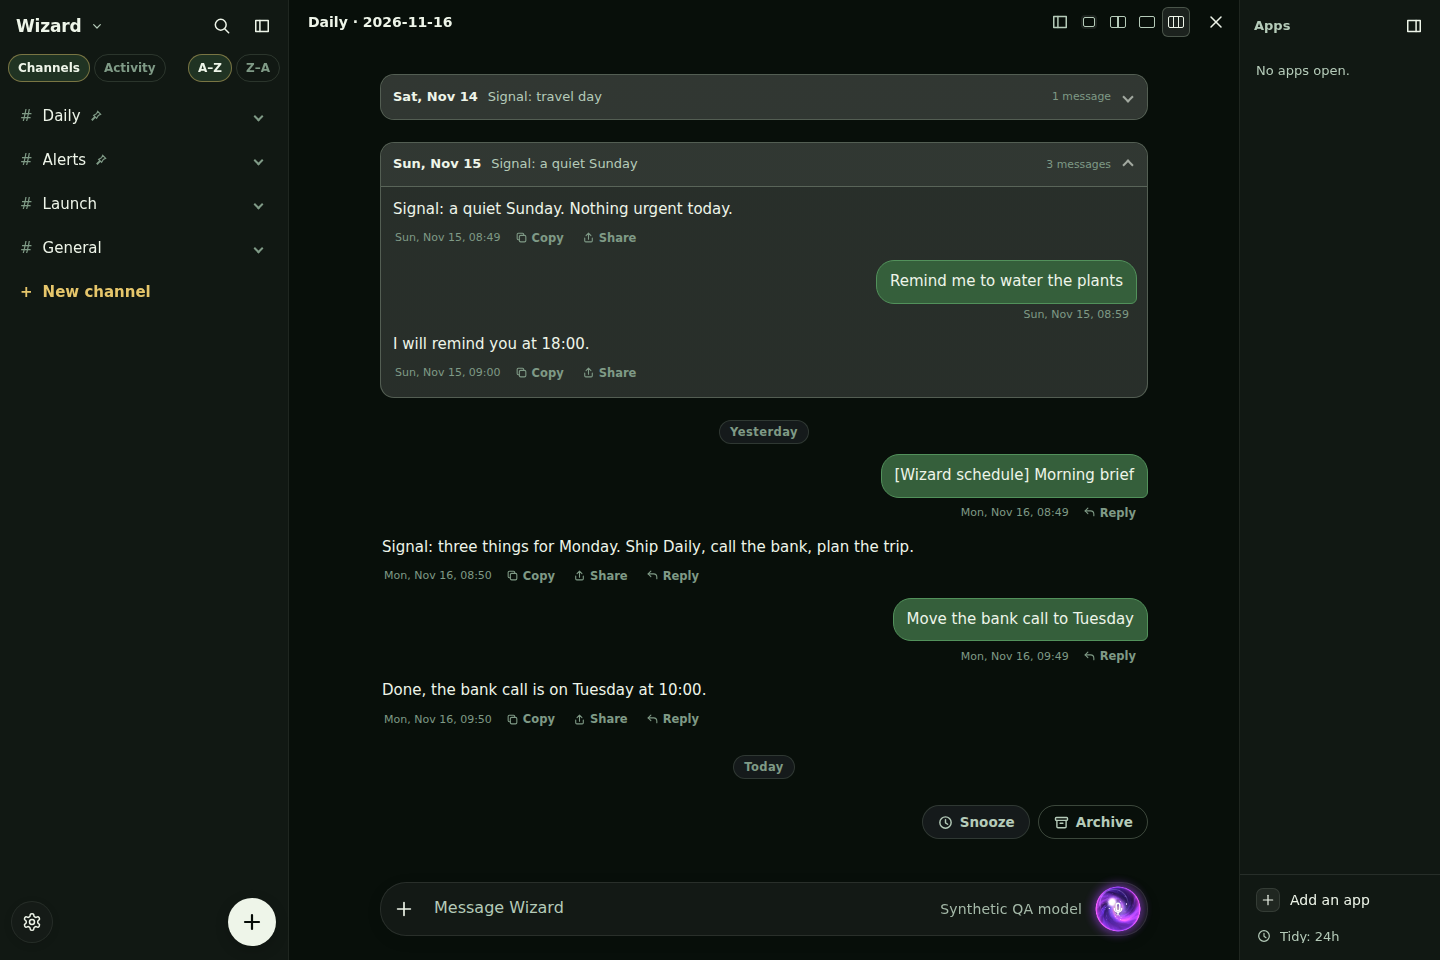 Wizard
Channels Activity A–Z Z–A
# Daily
# Alerts
# Launch
# General
+ New channel
Daily · 2026-11-16
Sat, Nov 14 Signal: travel day 1 message
Sun, Nov 15 Signal: a quiet Sunday 3 messages
Signal: a quiet Sunday. Nothing urgent today.
Sun, Nov 15, 08:49 Copy Share
Remind me to water the plants
Sun, Nov 15, 08:59
I will remind you at 18:00.
Sun, Nov 15, 09:00 Copy Share
Yesterday
[Wizard schedule] Morning brief
Mon, Nov 16, 08:49 Reply
Signal: three things for Monday. Ship Daily, call the bank, plan the trip.
Mon, Nov 16, 08:50 Copy Share Reply
Move the bank call to Tuesday
Mon, Nov 16, 09:49 Reply
Done, the bank call is on Tuesday at 10:00.
Mon, Nov 16, 09:50 Copy Share Reply
Today
Snooze Archive
Message Wizard Synthetic QA model
Apps
No apps open.
Add an app
Tidy: 24h